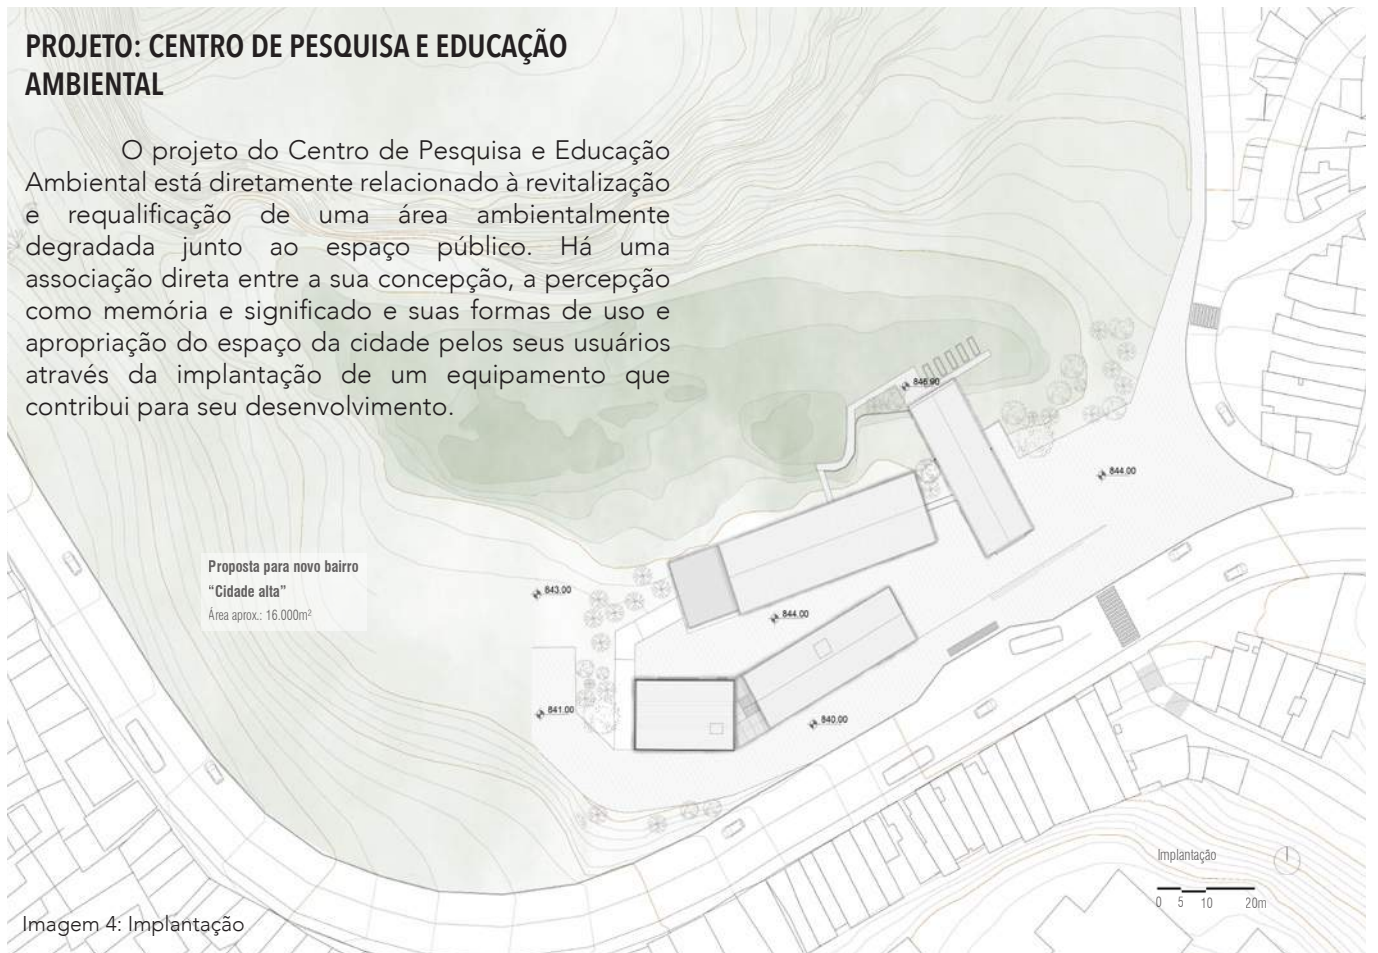 PROJETO: CENTRO DE PESQUISA E EDUCAÇÃO
AMBIENTAL
O projeto do Centro de Pesquisa e Educação
Ambiental está diretamente relacionado à revitalização
e requalificação de uma área ambientalmente
degradada junto ao espaço público. Há uma
associação direta entre a sua concepção, a percepção
como memória e significado e suas formas de uso e
apropriação do espaço da cidade pelos seus usuários
através da implantação de um equipamento que
contribui para seu desenvolvimento.
846.90
844.00
Proposta para novo bairro
“Cidade alta”
Área aprox.: 16.000m²
843.00
844.00
841.00
840.00
Implantação
0 5 10 20m
Imagem 4: Implantação